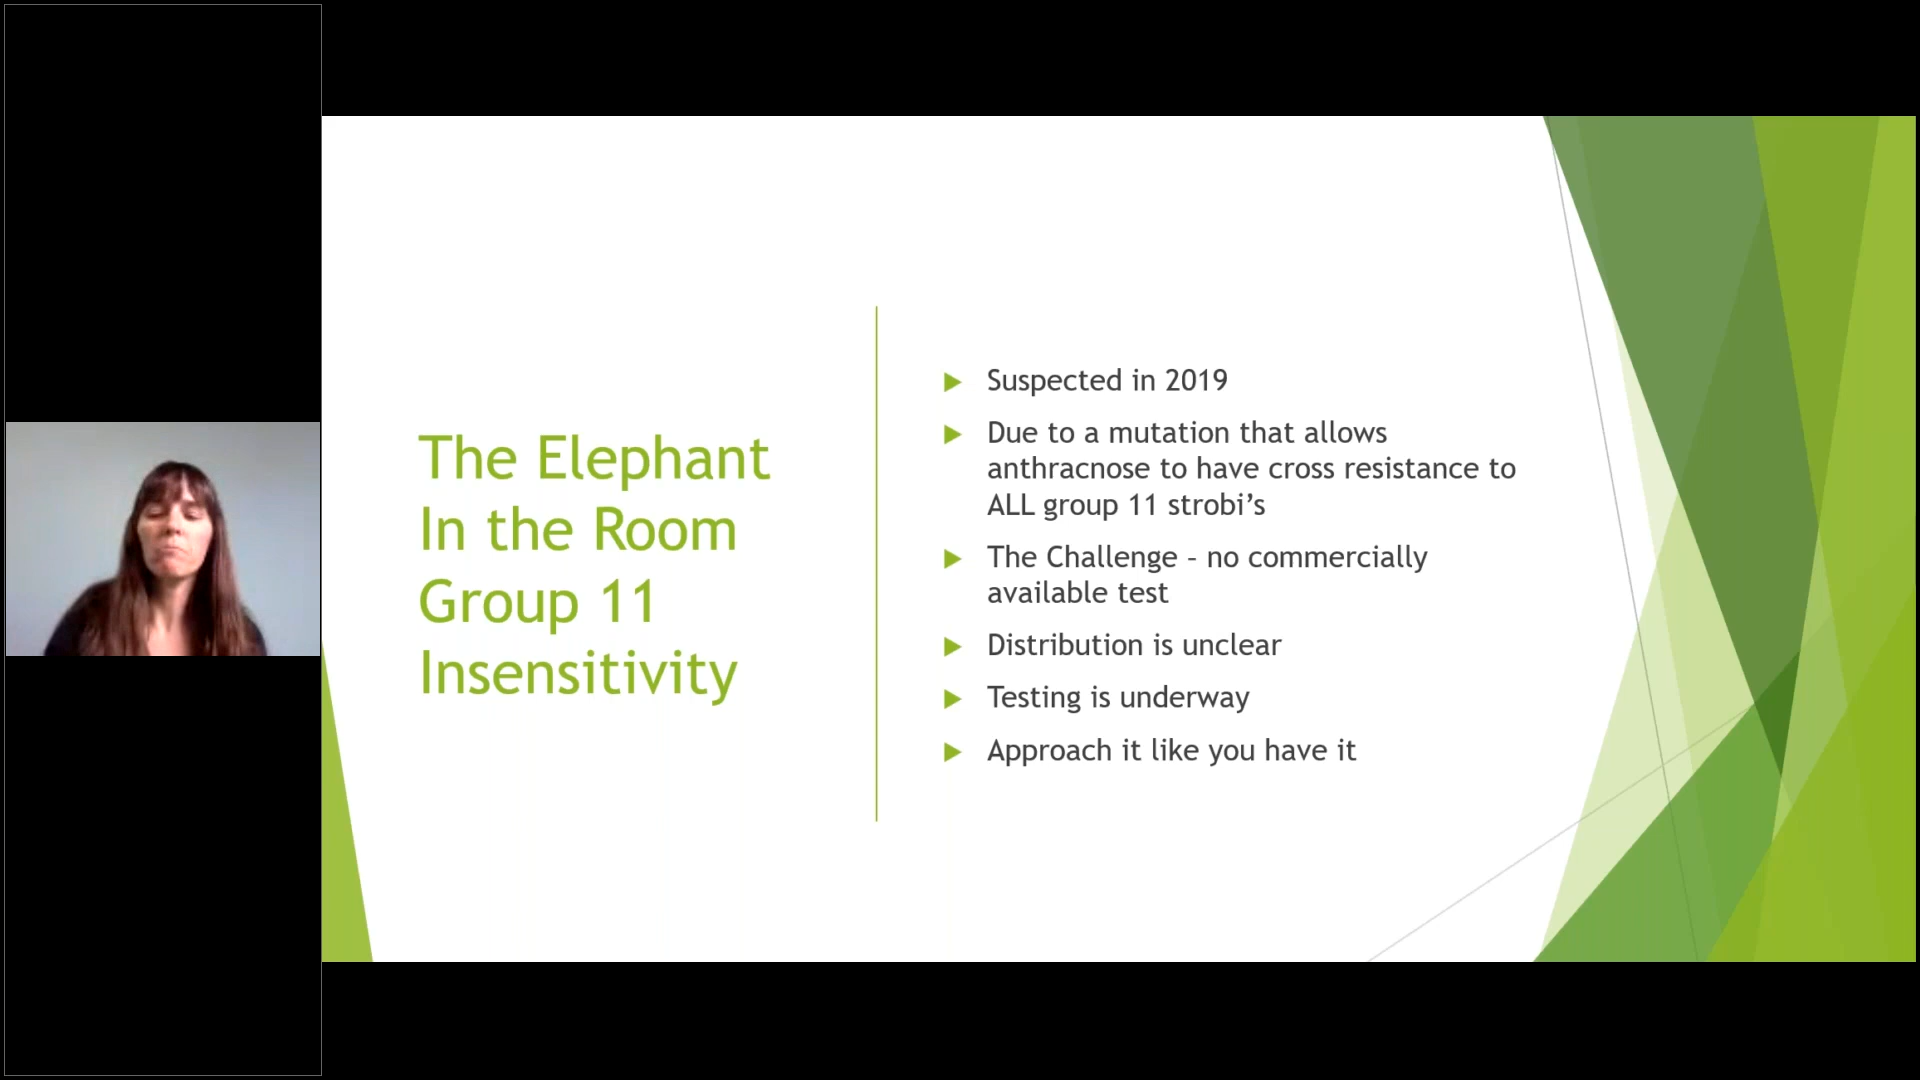 The Elephant
In the Room
Group 11
Insensitivity
Suspected in 2019
Due to a mutation that allows
anthracnose to have cross resistance to
ALL group 11 strobi’s
The Challenge – no commercially
available test
Distribution is unclear
Testing is underway
Approach it like you have it